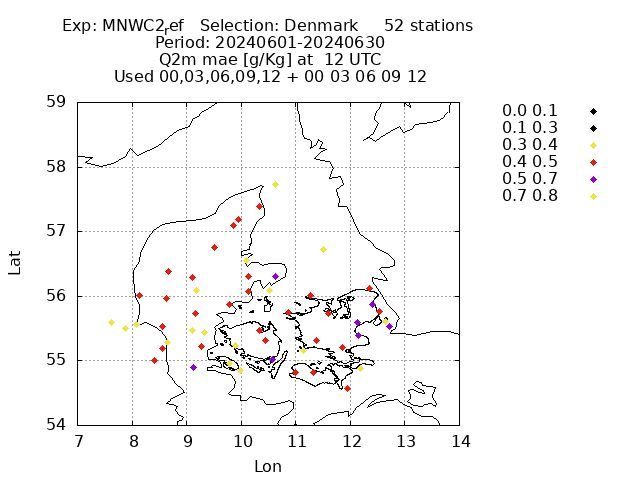 Exp: MNWC2ref   Selection: Denmark     52 stations
Period: 20240601-20240630
Q2m mae [g/Kg] at  12 UTC
Used 00,03,06,09,12 + 00 03 06 09 12
59
58
57
56
55
54
7 8 9 10 11 12 13 14
Lat
Lon
0.0 0.1
0.1 0.3
0.3 0.4
0.4 0.5
0.5 0.7
0.7 0.8